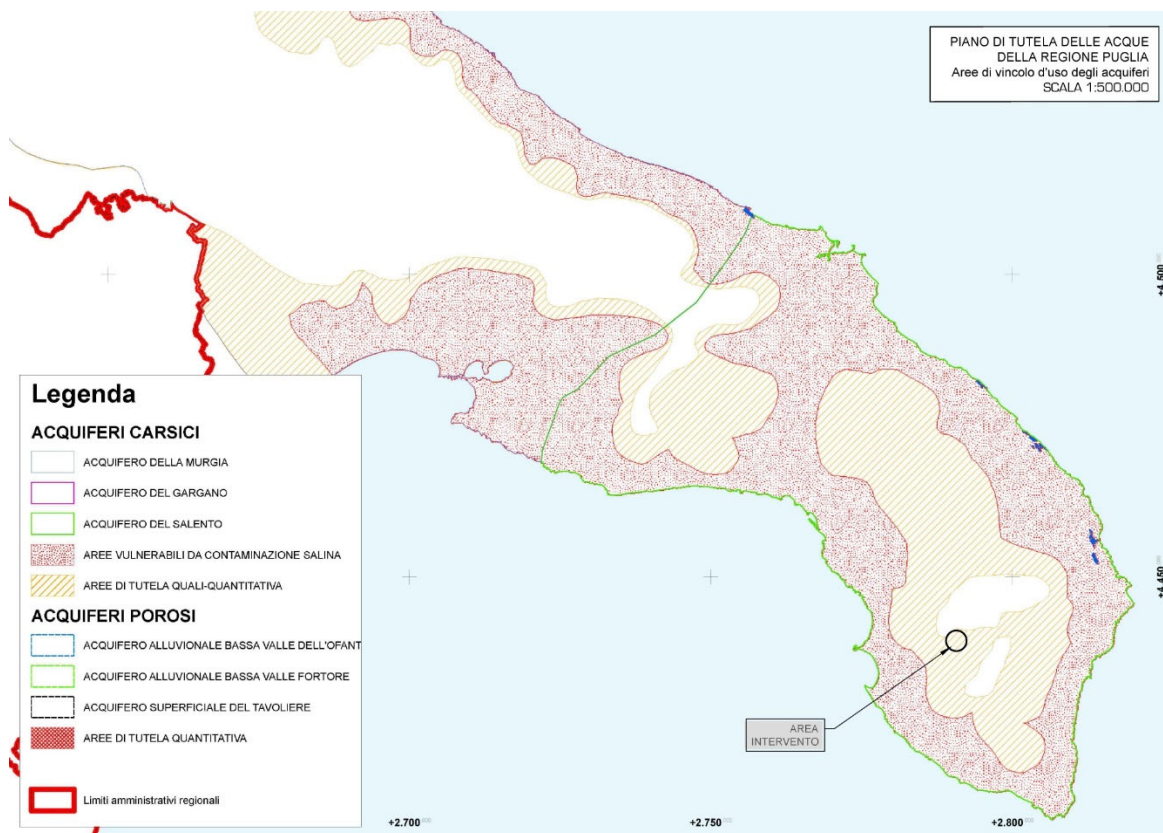 PIANO DI TUTELA DELLE ACQUE
DELLA REGIONE PUGLIA
Aree di vincolo d'uso degli acquiferi
SCALA 1:500.000
+4.500
Legenda
ACQUIFERI CARSICI
ACQUIFERO DELLA MURGIA
ACQUIFERO DEL GARGANO
ACQUIFERO DEL SALENTO
AREE VULNERABILI DA CONTAMINAZIONE SALINA
AREE DI TUTELA QUALI-QUANTITATIVA
ACQUIFERI POROSI
ACQUIFERO ALLUVIONALE BASSA VALLE DELL'OFANT
ACQUIFERO ALLUVIONALE BASSA VALLE FORTORE
ACQUIFERO SUPERFICIALE DEL TAVOLIERE
AREE DI TUTELA QUANTITATIVA
Limiti amministrativi regionali
+4.450
AREA
INTERVENTO
+2.700
+2.750
+2.800